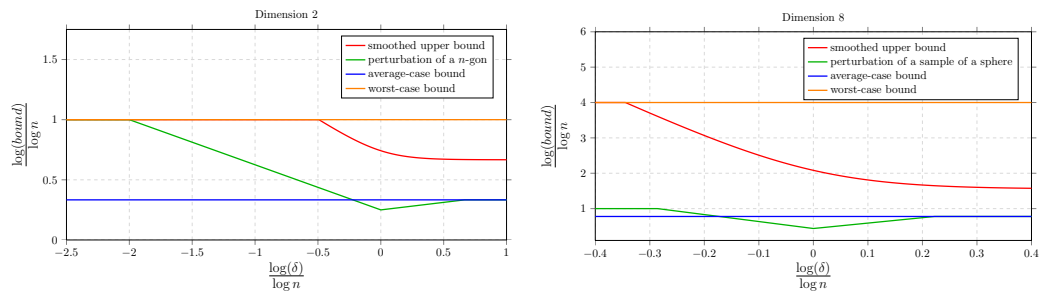 Dimension 2
smoothed upper bound
perturbation of a n-gon
average-case bound
worst-case bound
1.5
1
0.5
0
log(bound)
log n
−2.5 −2 −1.5 −1 −0.5 0 0.5 1
log(δ)
log n
Dimension 8
smoothed upper bound
perturbation of a sample of a sphere
average-case bound
worst-case bound
6
5
4
3
2
1
log(bound)
log n
−0.4 −0.3 −0.2 −0.1 0 0.1 0.2 0.3 0.4
log(δ)
log n